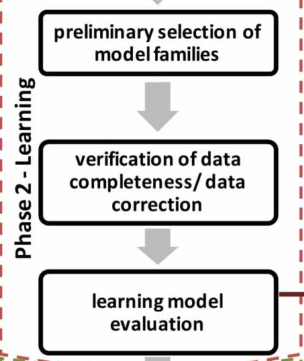 Phase 2 - Learning
preliminary selection of
model families
verification of data
completeness/ data
correction
learning model
evaluation